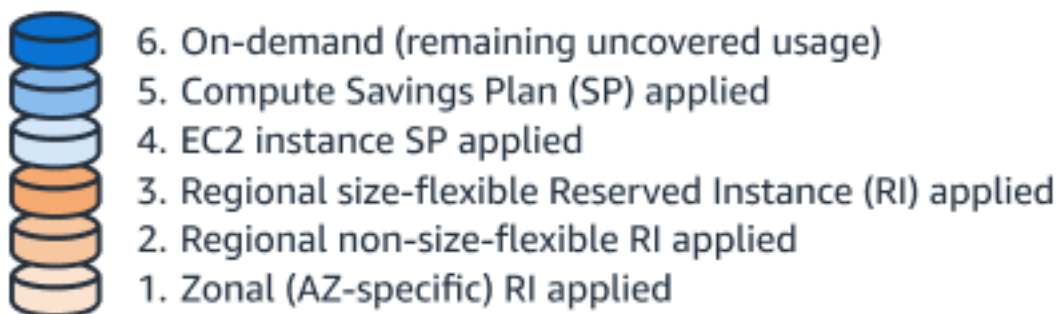 6. On-demand (remaining uncovered usage)
5. Compute Savings Plan (SP) applied
4. EC2 instance SP applied
3. Regional size-flexible Reserved Instance (RI) applied
2. Regional non-size-flexible RI applied
1. Zonal (AZ-specific) RI applied